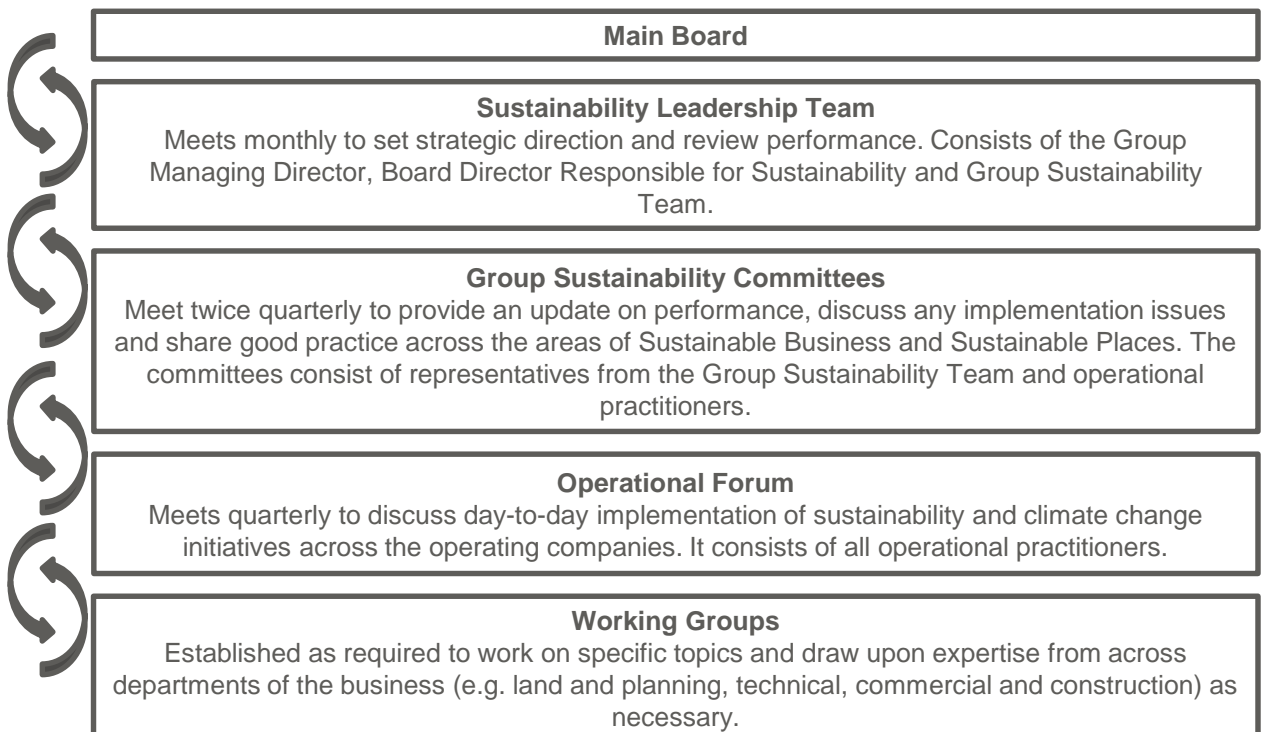 Main Board
Sustainability Leadership Team
Meets monthly to set strategic direction and review performance. Consists of the Group
Managing Director, Board Director Responsible for Sustainability and Group Sustainability
Team.
Group Sustainability Committees
Meet twice quarterly to provide an update on performance, discuss any implementation issues
and share good practice across the areas of Sustainable Business and Sustainable Places. The
committees consist of representatives from the Group Sustainability Team and operational
practitioners.
Operational Forum
Meets quarterly to discuss day-to-day implementation of sustainability and climate change
initiatives across the operating companies. It consists of all operational practitioners.
Working Groups
Established as required to work on specific topics and draw upon expertise from across
departments of the business (e.g. land and planning, technical, commercial and construction) as
necessary.